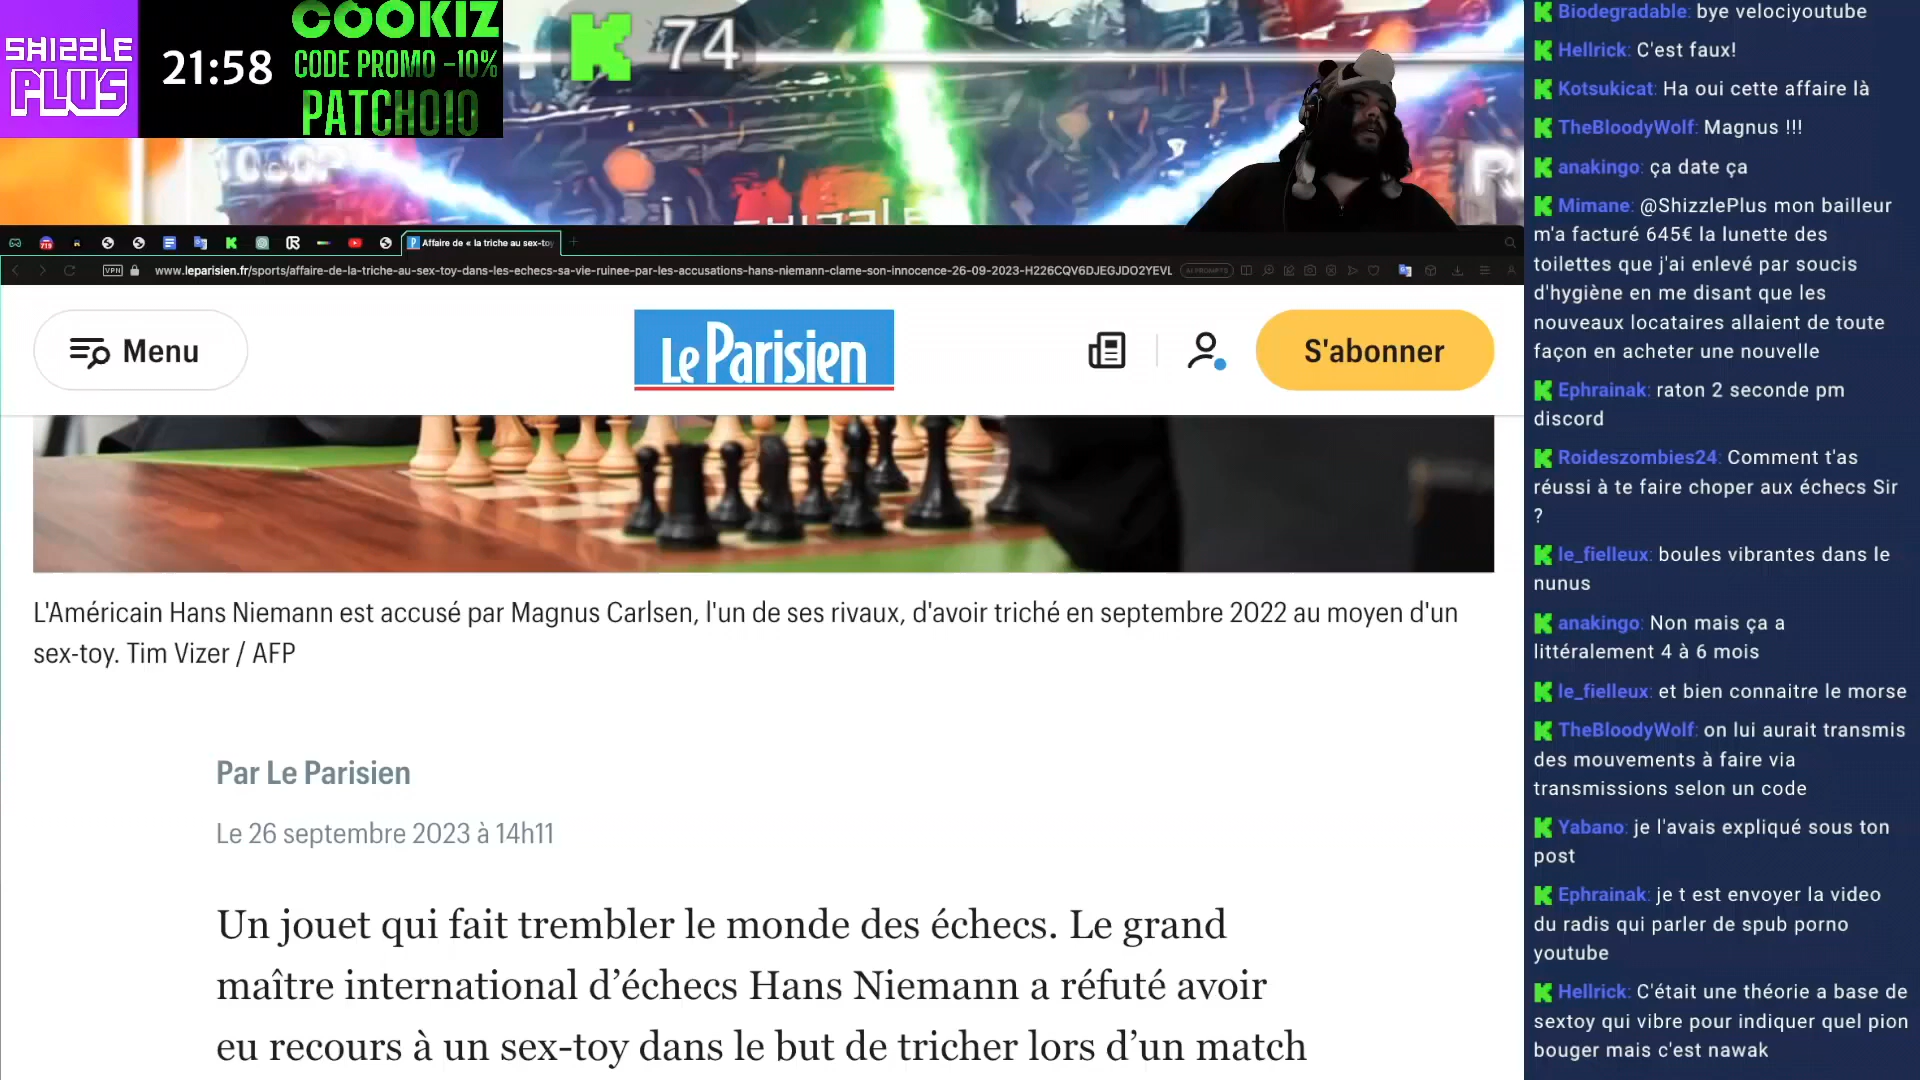 SHIZZLE
PLUS
21:58
COOKIZ
CODE PROMO -10%
PATCHO10
74
Affaire de « la triche au sex-to
VPN
www.leparisien.fr/sports/affaire-de-la-triche-au-sex-toy-dans-les-echecs-sa-vie-ruinee-par-les-accusations-hans-niemann-clame-son-innocence-26-09-2023-H226CQV6DJEGJDO2YEVL
AI PROMPTS
Menu
Le Parisien
S'abonner
L'Américain Hans Niemann est accusé par Magnus Carlsen, l'un de ses rivaux, d'avoir triché en septembre 2022 au moyen d'un
sex-toy. Tim Vizer / AFP
Par Le Parisien
Le 26 septembre 2023 à 14h11
Un jouet qui fait trembler le monde des échecs. Le grand
maître international d’échecs Hans Niemann a réfuté avoir
eu recours à un sex-toy dans le but de tricher lors d’un match
Biodegradable: bye velociyoutube
Hellrick: C'est faux!
Kotsukicat: Ha oui cette affaire là
TheBloodyWolf: Magnus !!!
anakingo: ça date ça
Mimane: @ShizzlePlus mon bailleur
m'a facturé 645€ la lunette des
toilettes que j'ai enlevé par soucis
d'hygiène en me disant que les
nouveaux locataires allaient de toute
façon en acheter une nouvelle
Ephrainak: raton 2 seconde pm
discord
Roideszombies24: Comment t'as
réussi à te faire choper aux échecs Sir
?
le_fielleux: boules vibrantes dans le
nunus
anakingo: Non mais ça a
littéralement 4 à 6 mois
le_fielleux: et bien connaitre le morse
TheBloodyWolf: on lui aurait transmis
des mouvements à faire via
transmissions selon un code
Yabano: je l'avais expliqué sous ton
post
Ephrainak: je t est envoyer la video
du radis qui parler de spub porno
youtube
Hellrick: C'était une théorie a base de
sextoy qui vibre pour indiquer quel pion
bouger mais c'est nawak